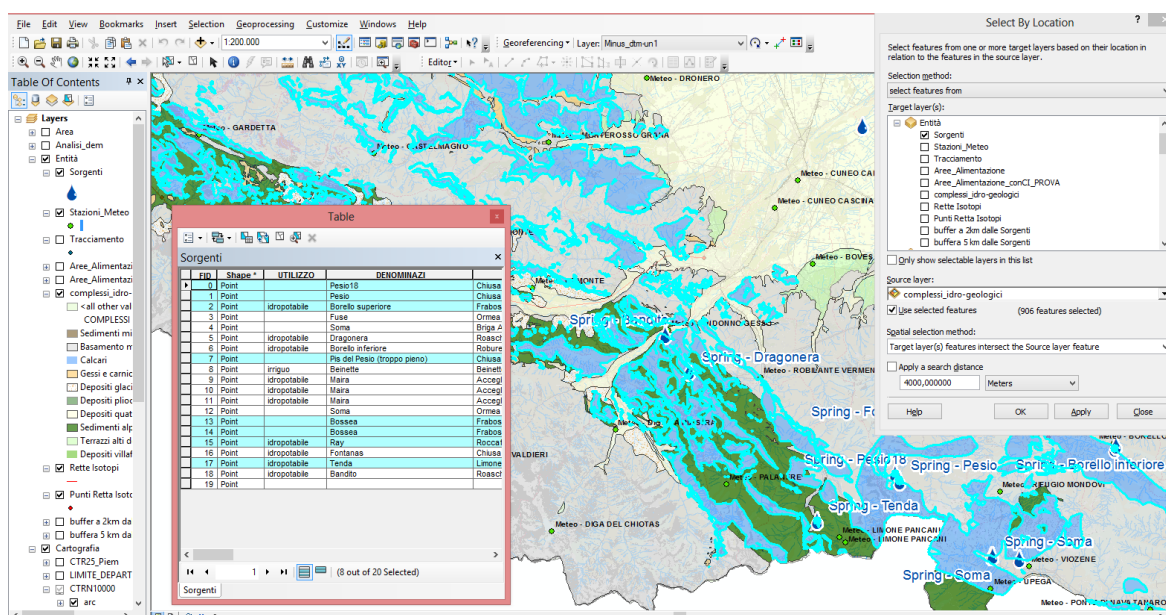 File Edit View Bookmarks Insert Selection Geoprocessing Customize Windows Help
1:200.000
Georeferencing Layer: Minus_dtm-un1
Editor
Table Of Contents
Layers
Area
Analisi_dem
Entità
Sorgenti
Stazioni_Meteo
Tracciamento
Aree_Alimentazi
Aree_Alimentazi
complessi_idro-
<all other val
COMPLESSI
Sedimenti mi
Basamento m
Calcari
Gessi e carnic
Depositi glaci
Depositi plioc
Depositi quat
Sedimenti alp
Terrazzi alti d
Depositi villaf
Rette Isotopi
Punti Retta Isoto
buffer a 2km da
buffera 5 km da
Cartografia
CTR25_Piem
LIMITE_DEPART
CTRN10000
arc
Meteo - DRONERO
Meteo - CASTELMAGNO
Meteo - CUNEO CASCINA
Meteo - BOVES
Spring - Bandito
Spring - Dragonera
Meteo - ROBILANTE VERMEN
Spring - Fo
VALDIERI
Spring - Pesio18
Spring - Pesio
Spring - Borello inferiore
Spring - Tenda
Meteo - LIMONE PANCANI
Meteo - DIGA DEL CHIOTAS
Spring - Soma
Meteo - VIOZENE
Spring - Soma
Meteo - UPEGA
Table
Sorgenti
FID Shape * UTILIZZO DENOMINAZI
0 Point Pesio18 Chiusa
1 Point Pesio Chiusa
2 Point idropotabile Borello superiore Frabos
3 Point Fuse Ormea
4 Point Soma Briga A
5 Point idropotabile Dragonera Roasch
6 Point idropotabile Borello inferiore Robure
7 Point Pis del Pesio (troppo pieno) Chiusa
8 Point irriguo Beinette Beinett
9 Point idropotabile Maira Accegl
10 Point idropotabile Maira Accegl
11 Point idropotabile Maira Accegl
12 Point Soma Ormea
13 Point Bossea Frabos
14 Point Bossea Frabos
15 Point idropotabile Ray Roccaf
16 Point idropotabile Fontanas Chiusa
17 Point idropotabile Tenda Limone
18 Point idropotabile Bandito Roasch
19 Point
1
(8 out of 20 Selected)
Sorgenti
Select By Location
Select features from one or more target layers based on their location in
relation to the features in the source layer.
Selection method:
select features from
Target layer(s):
Entità
Sorgenti
Stazioni_Meteo
Tracciamento
Aree_Alimentazione
Aree_Alimentazione_conCI_PROVA
complessi_idro-geologici
Rette Isotopi
Punti Retta Isotopi
buffer a 2km dalle Sorgenti
buffera 5 km dalle Sorgenti
Only show selectable layers in this list
Source layer:
complessi_idro-geologici
Use selected features (906 features selected)
Spatial selection method:
Target layer(s) features intersect the Source layer feature
Apply a search distance
4000,000000 Meters
Help OK Apply Close